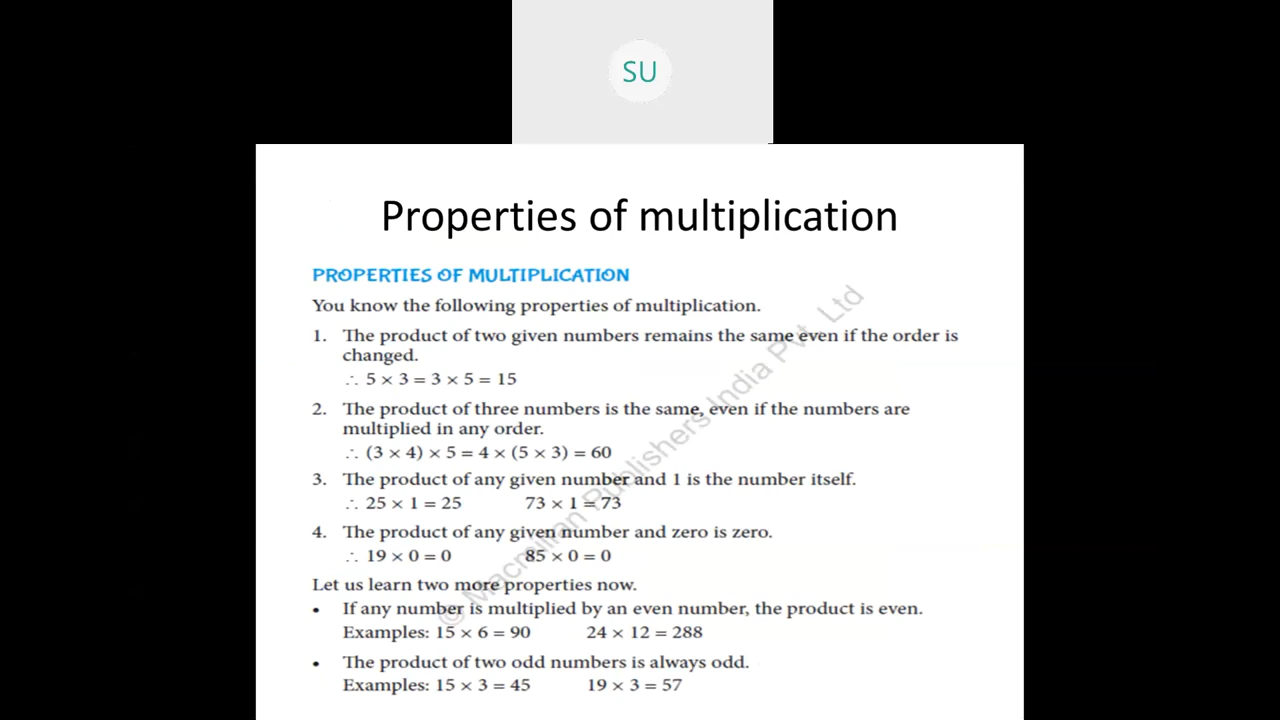 SU
Properties of multiplication
PROPERTIES OF MULTIPLICATION
You know the following properties of multiplication.
1. The product of two given numbers remains the same even if the order is
changed.
∴ 5 × 3 = 3 × 5 = 15
2. The product of three numbers is the same, even if the numbers are
multiplied in any order.
∴ (3 × 4) × 5 = 4 × (5 × 3) = 60
3. The product of any given number and 1 is the number itself.
∴ 25 × 1 = 25 73 × 1 = 73
4. The product of any given number and zero is zero.
∴ 19 × 0 = 0 85 × 0 = 0
Let us learn two more properties now.
• If any number is multiplied by an even number, the product is even.
Examples: 15 × 6 = 90 24 × 12 = 288
• The product of two odd numbers is always odd.
Examples: 15 × 3 = 45 19 × 3 = 57
© Macmillan Publishers India Pvt. Ltd